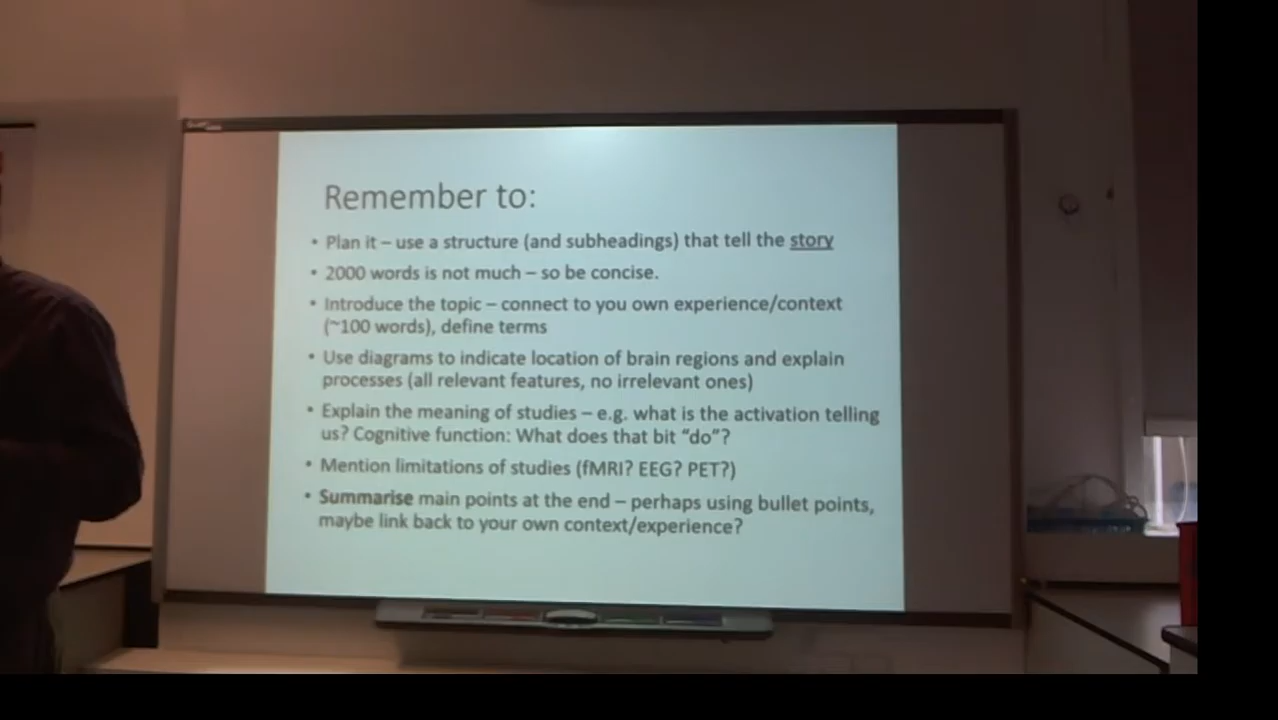 Remember to:
• Plan it – use a structure (and subheadings) that tell the story
• 2000 words is not much – so be concise.
• Introduce the topic – connect to you own experience/context
(~100 words), define terms
• Use diagrams to indicate location of brain regions and explain
processes (all relevant features, no irrelevant ones)
• Explain the meaning of studies – e.g. what is the activation telling
us? Cognitive function: What does that bit “do”?
• Mention limitations of studies (fMRI? EEG? PET?)
• Summarise main points at the end – perhaps using bullet points,
maybe link back to your own context/experience?